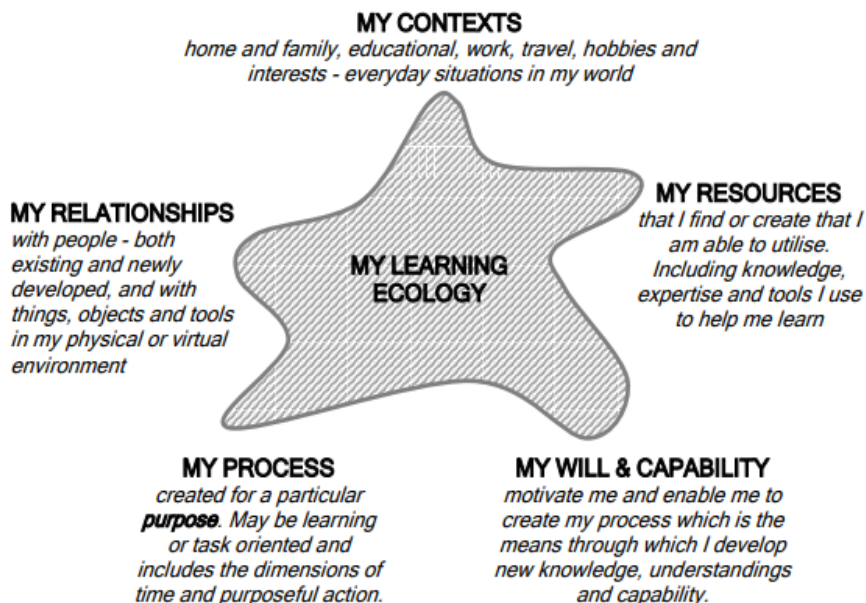 MY CONTEXTS
home and family, educational, work, travel, hobbies and
interests - everyday situations in my world
MY RELATIONSHIPS
with people - both
existing and newly
developed, and with
things, objects and tools
in my physical or virtual
environment
MY LEARNING
ECOLOGY
MY RESOURCES
that I find or create that I
am able to utilise.
Including knowledge,
expertise and tools I use
to help me learn
MY PROCESS
created for a particular
purpose. May be learning
or task oriented and
includes the dimensions of
time and purposeful action.
MY WILL & CAPABILITY
motivate me and enable me to
create my process which is the
means through which I develop
new knowledge, understandings
and capability.